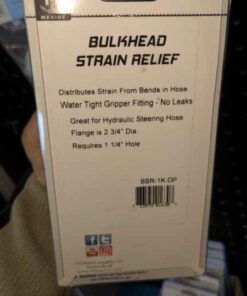 MARINE
BULKHEAD
STRAIN RELIEF
Distributes Strain From Bends in Hose
Water Tight Gripper Fitting - No Leaks
Great for Hydraulic Steering Hose
Flange is 2 3/4" Dia.
Requires 1 1/4" Hole
BSR-1K-DP